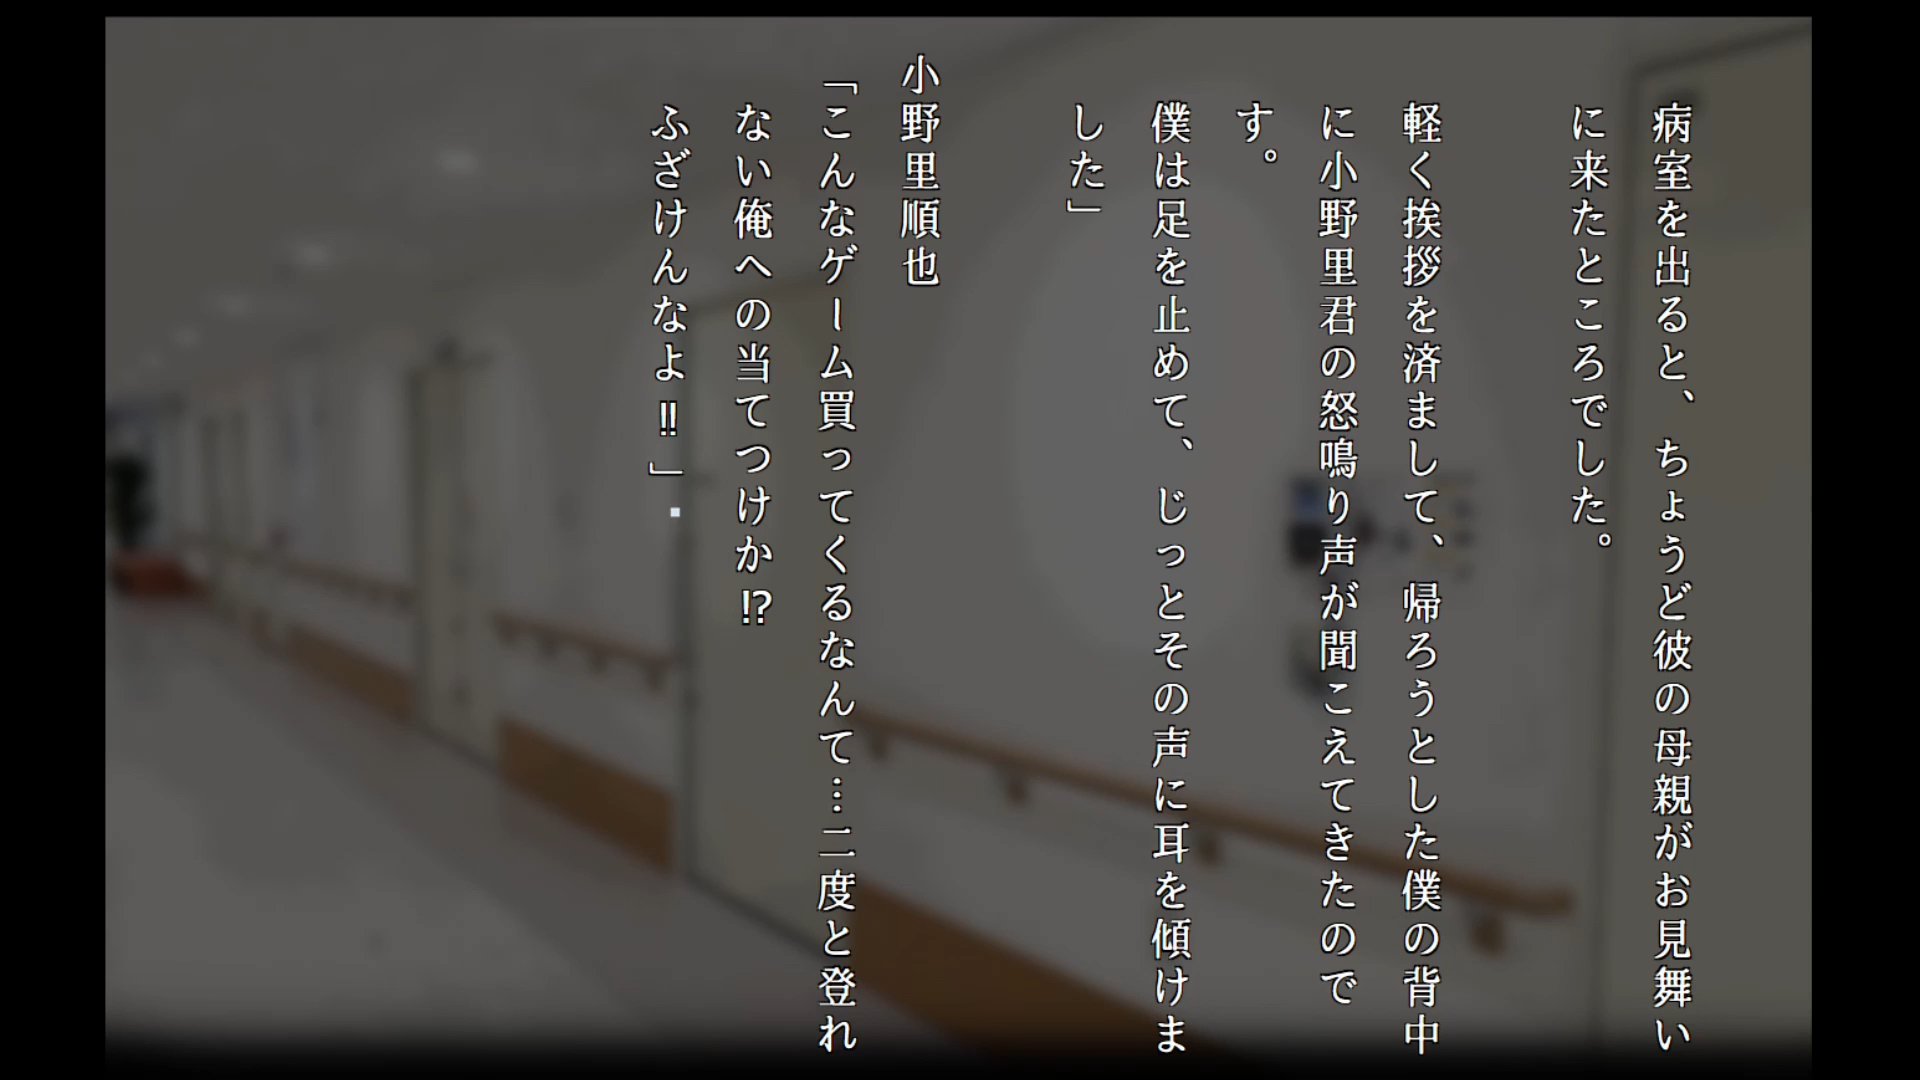 病室を出ると、ちょうど彼の母親がお見舞い
に来たところでした。
軽く挨拶を済まして、帰ろうとした僕の背中
に小野里君の怒鳴り声が聞こえてきたので
す。
僕は足を止めて、じっとその声に耳を傾けま
した」
小野里順也
「こんなゲーム買ってくるなんて…二度と登れ
ない俺への当てつけか⁉
ふざけんなよ‼」